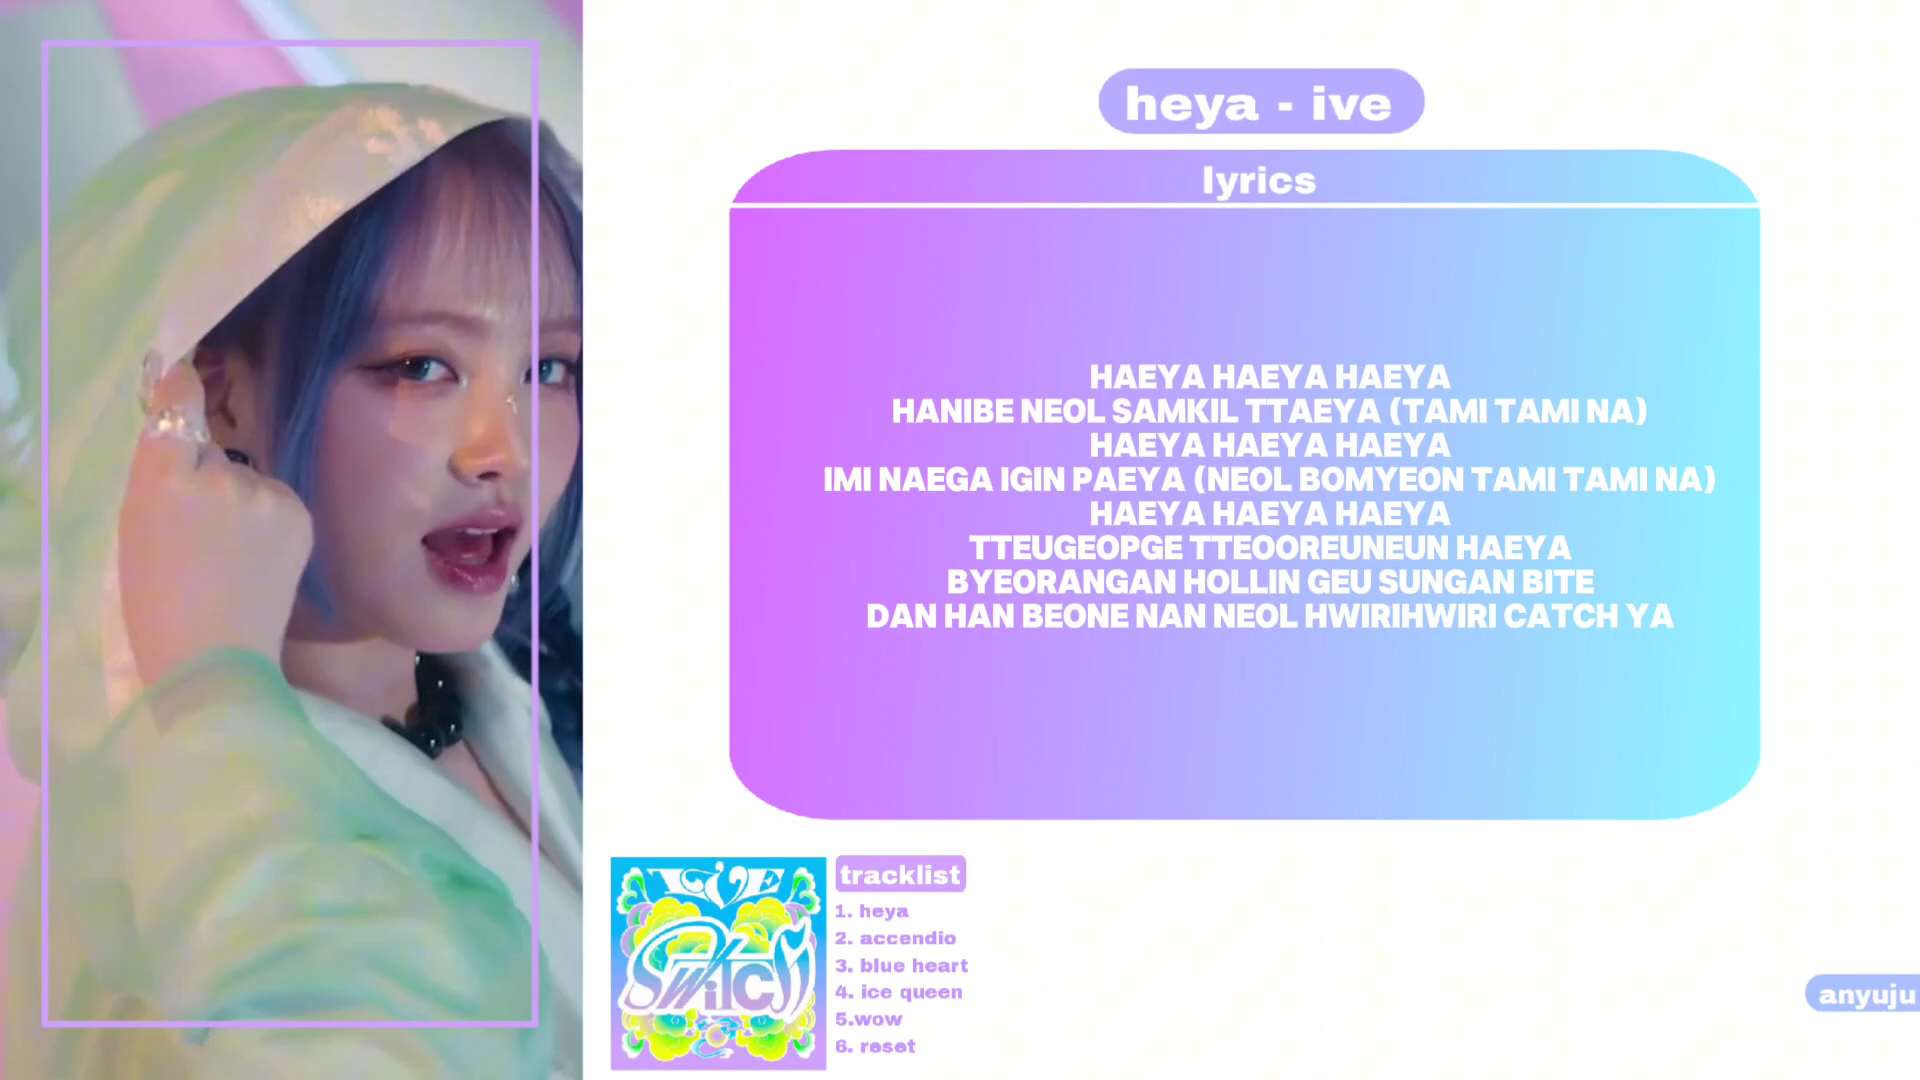 heya - ive
lyrics
HAEYA HAEYA HAEYA
HANIBE NEOL SAMKIL TTAEYA (TAMI TAMI NA)
HAEYA HAEYA HAEYA
IMI NAEGA IGIN PAEYA (NEOL BOMYEON TAMI TAMI NA)
HAEYA HAEYA HAEYA
TTEUGEOPGE TTEOOREUNEUN HAEYA
BYEORANGAN HOLLIN GEU SUNGAN BITE
DAN HAN BEONE NAN NEOL HWIRIHWIRI CATCH YA
IVE
SWITCH
tracklist
1. heya
2. accendio
3. blue heart
4. ice queen
5.wow
6. reset
anyuju